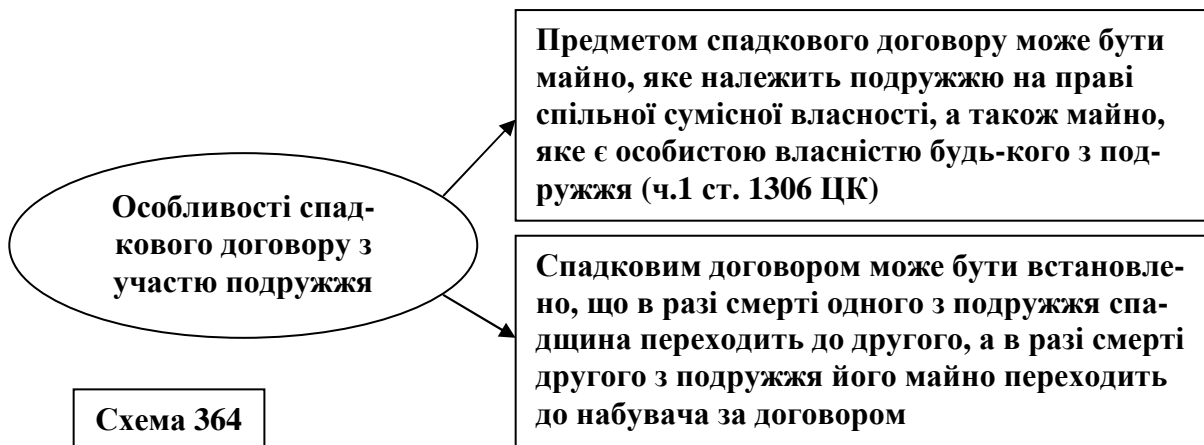 Предметом спадкового договору може бути
майно, яке належить подружжю на праві
спільної сумісної власності, а також майно,
яке є особистою власністю будь-кого з под-
ружжя (ч.1 ст. 1306 ЦК)
Особливості спад-
кового договору з
участю подружжя
Спадковим договором може бути встановле-
но, що в разі смерті одного з подружжя спа-
дщина переходить до другого, а в разі смерті
другого з подружжя його майно переходить
до набувача за договором
Схема 364